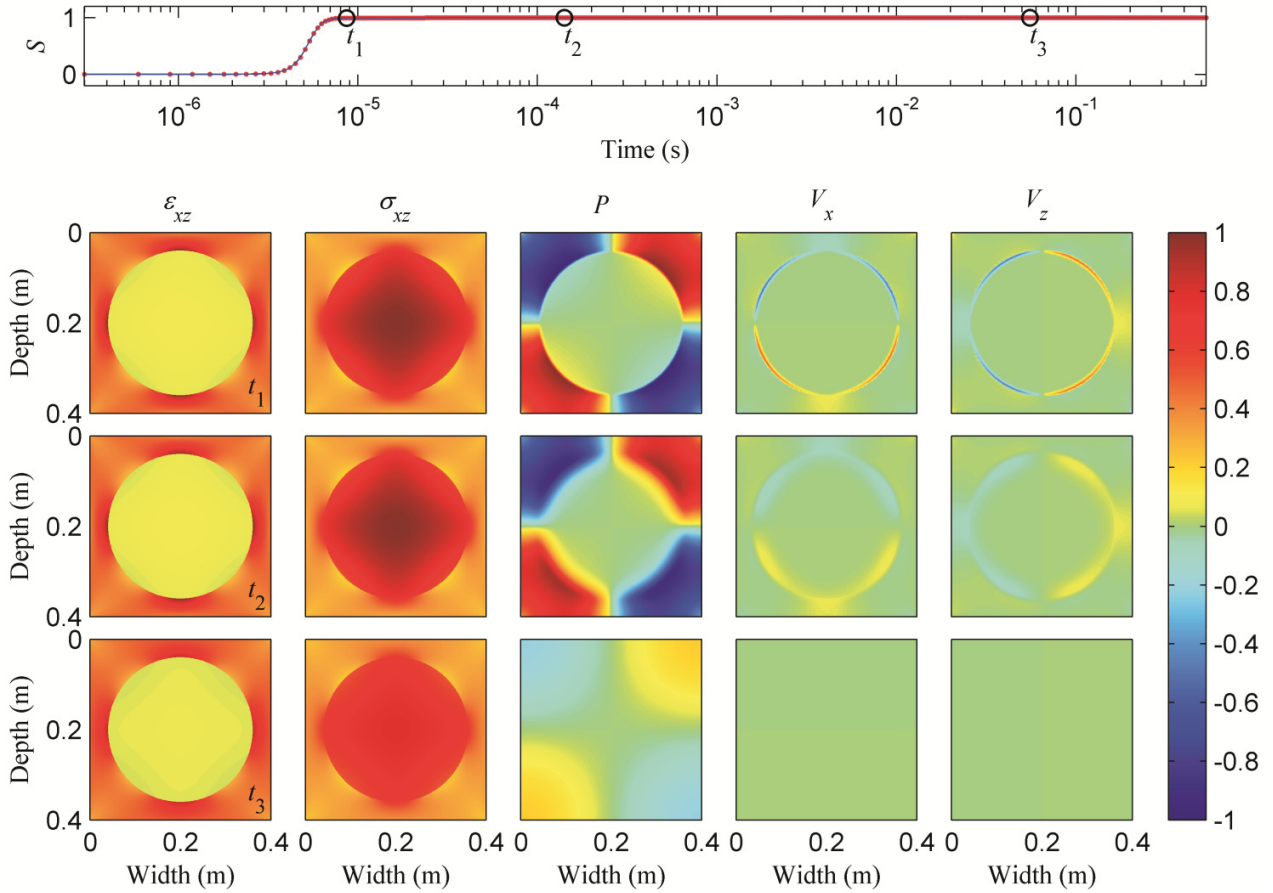 1
S
0
t1 t2 t3
10-6 10-5 10-4 10-3 10-2 10-1
Time (s)
εxz σxz P Vx Vz
Depth (m) 0 0.2 0.4 t1
Depth (m) 0 0.2 0.4 t2
Depth (m) 0 0.2 0.4 t3
0 0.2 0.4 0 0.2 0.4 0 0.2 0.4 0 0.2 0.4 0 0.2 0.4
Width (m) Width (m) Width (m) Width (m) Width (m)
1
0.8
0.6
0.4
0.2
0
-0.2
-0.4
-0.6
-0.8
-1